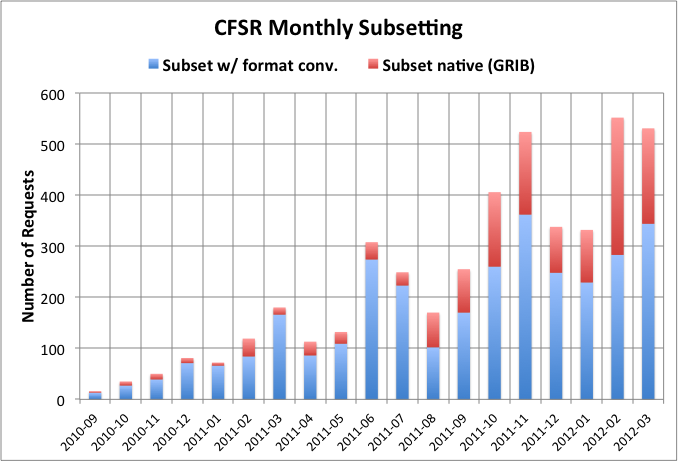 CFSR Monthly Subsetting
Subset w/ format conv. Subset native (GRIB)
Number of Requests
600
500
400
300
200
100
0
2010-09 2010-10 2010-11 2010-12 2011-01 2011-02 2011-03 2011-04 2011-05 2011-06 2011-07 2011-08 2011-09 2011-10 2011-11 2011-12 2012-01 2012-02 2012-03